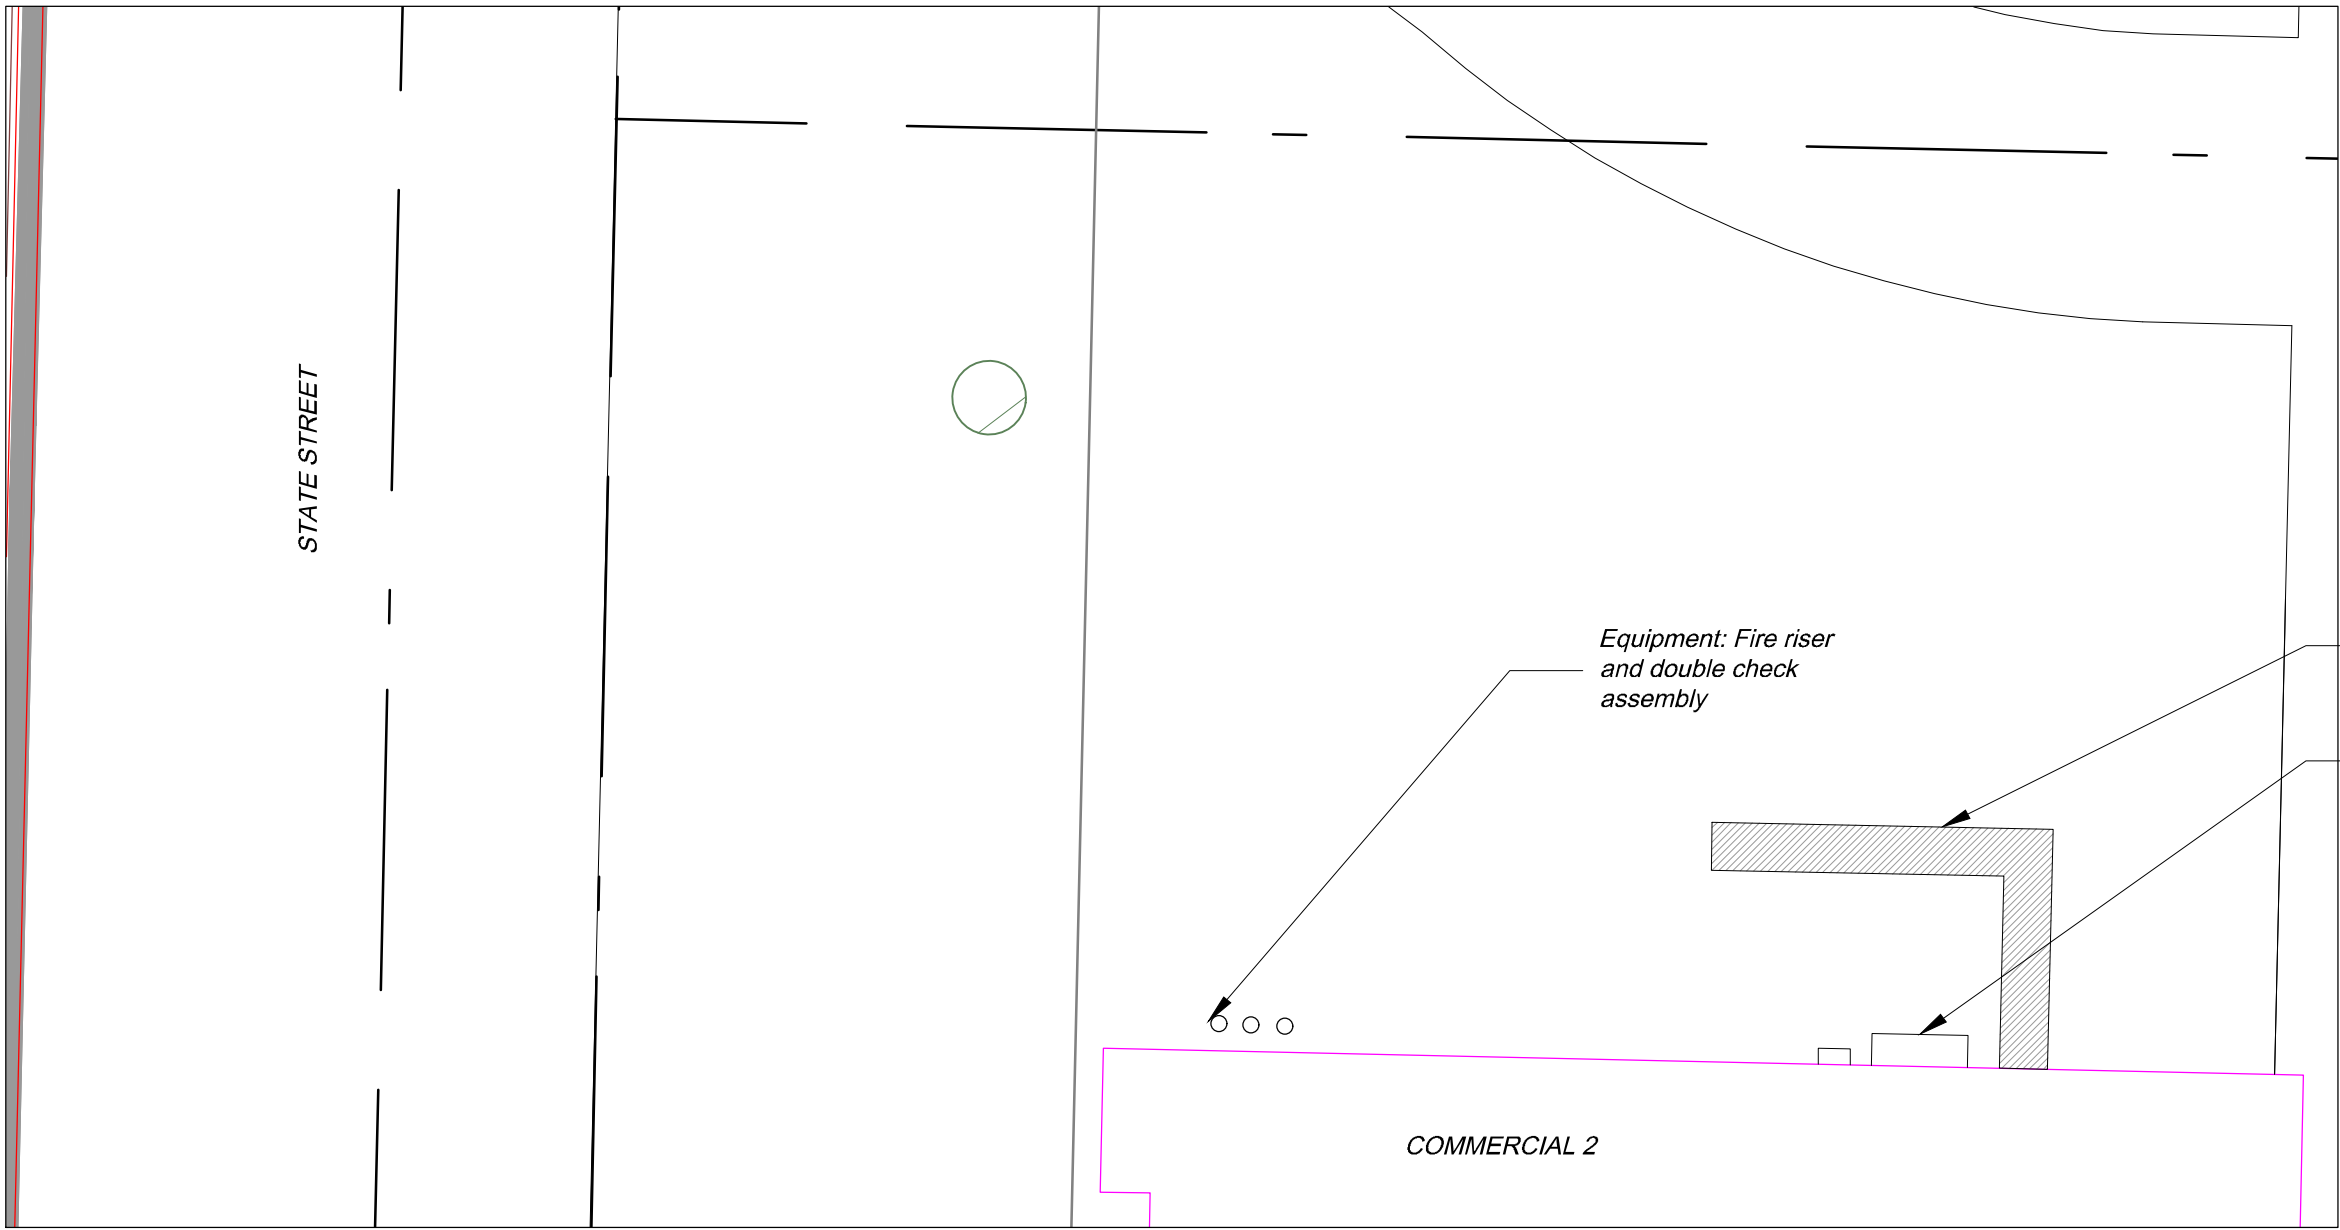 STATE STREET
Equipment: Fire riser
and double check
assembly
COMMERCIAL 2